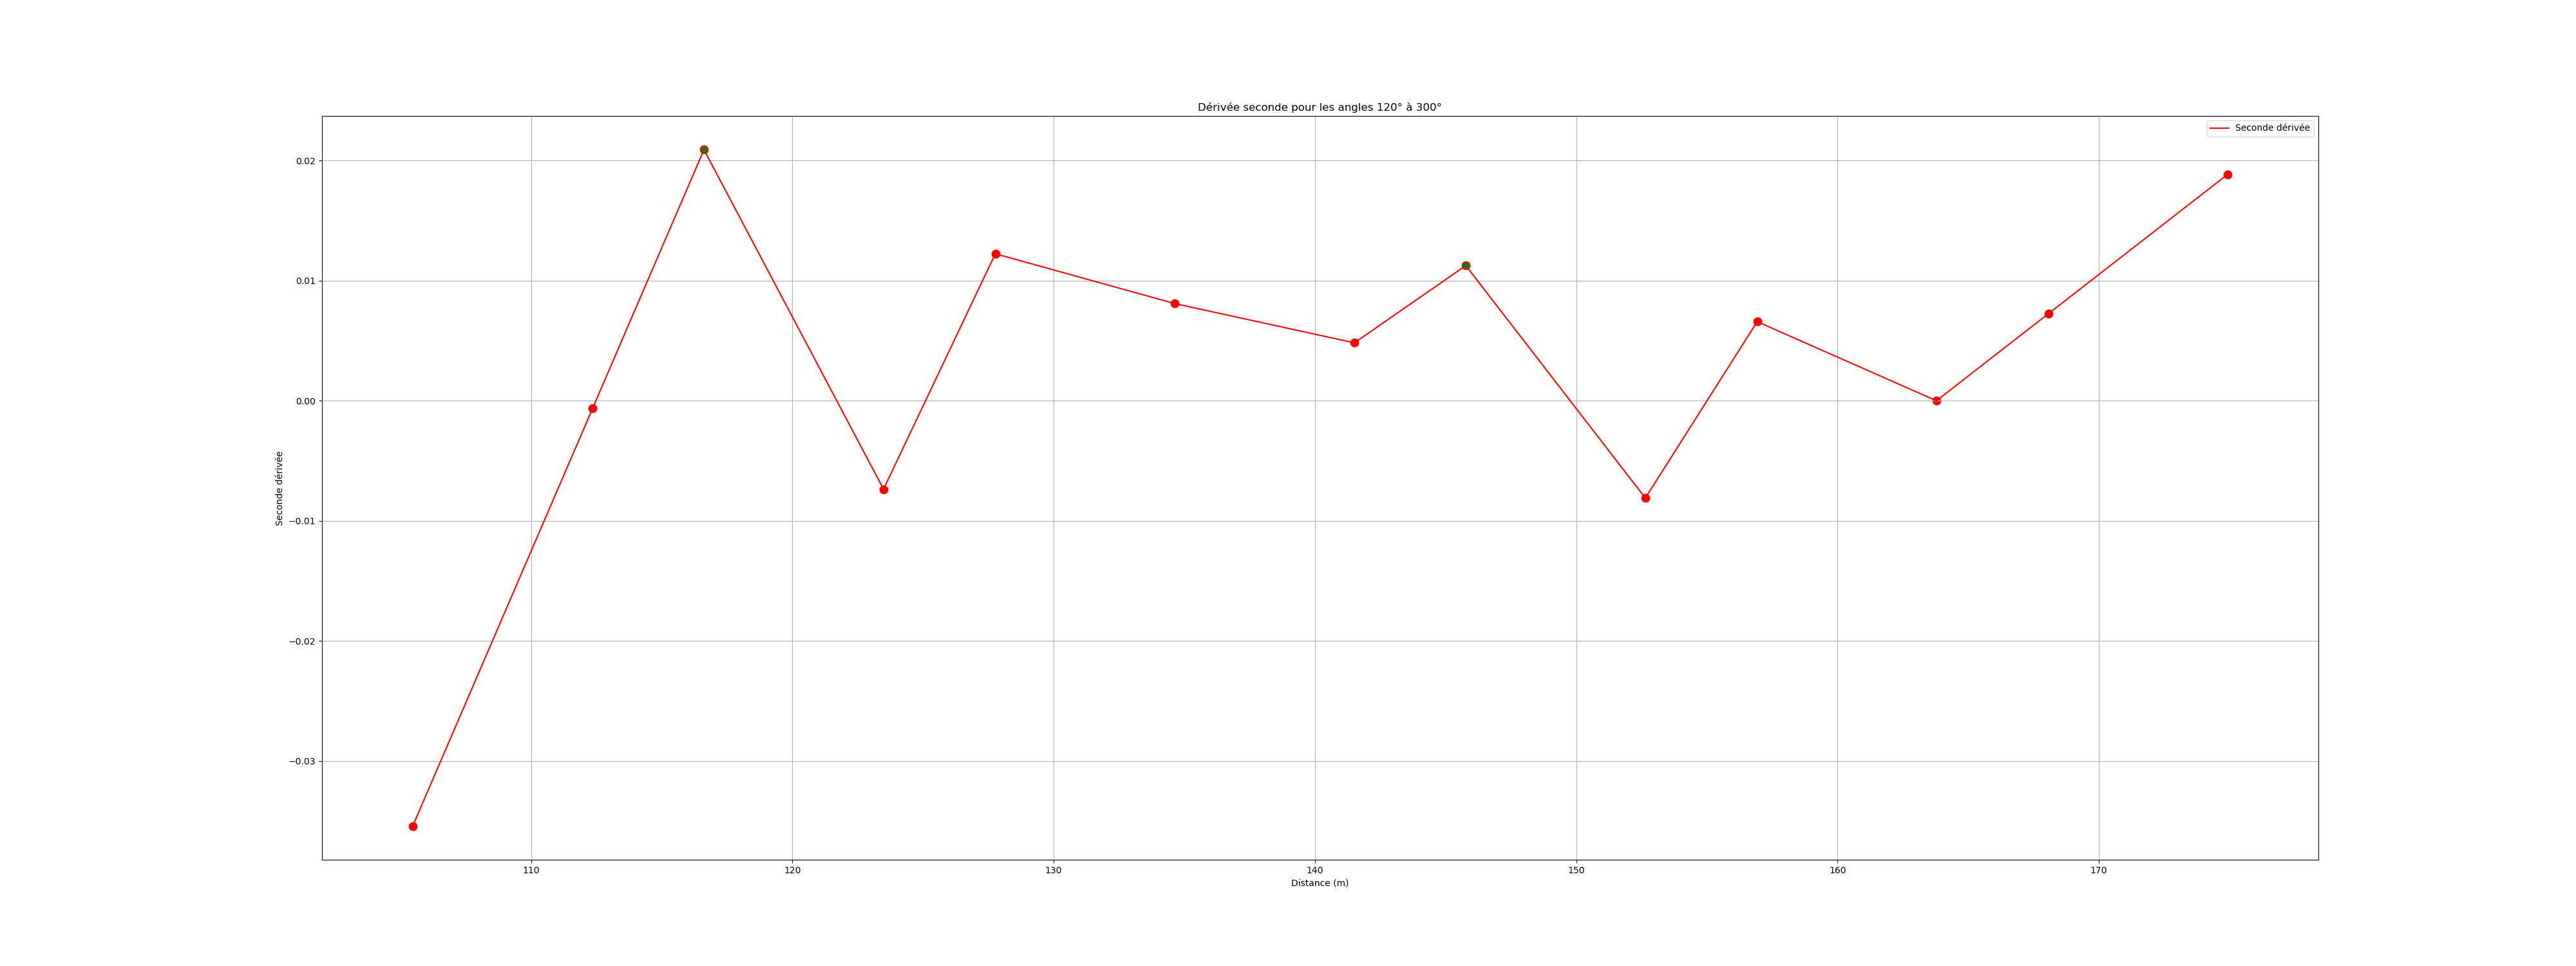 Dérivée seconde pour les angles 120° à 300°
Seconde dérivée
0.02
0.01
0.00
−0.01
−0.02
−0.03
Seconde dérivée
110 120 130 140 150 160 170
Distance (m)